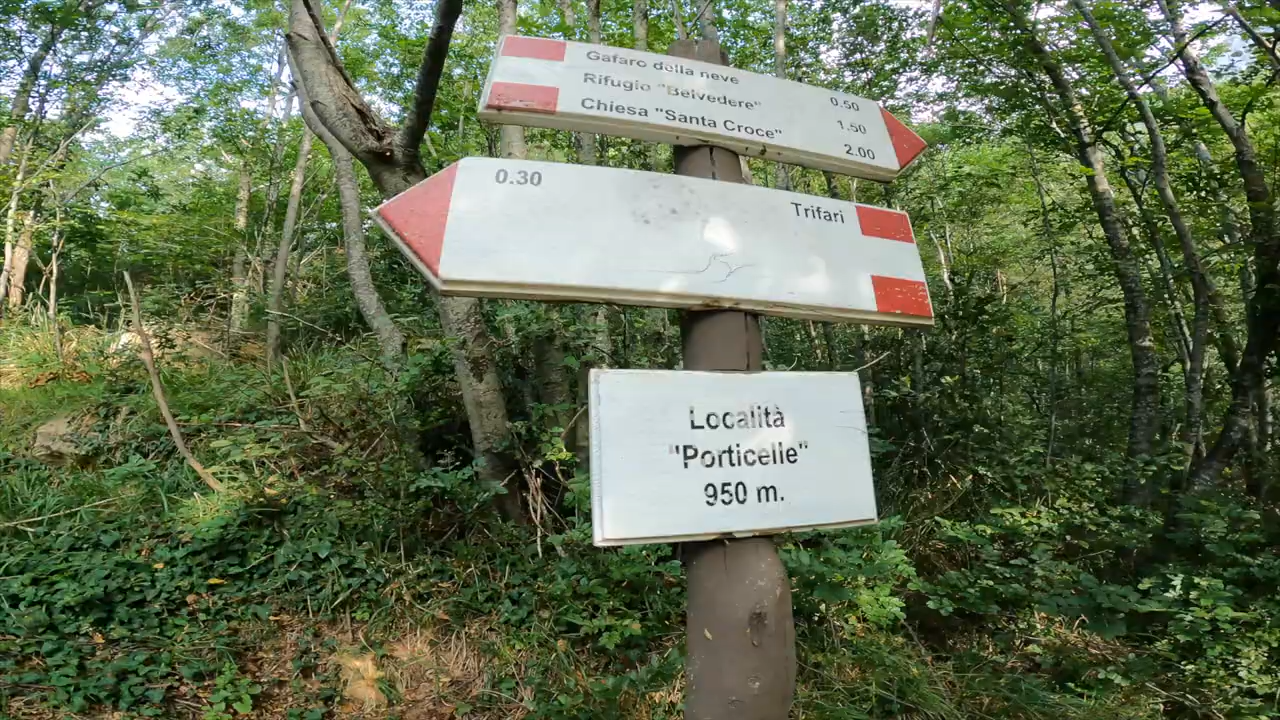 Gafaro della neve 0.50
Rifugio "Belvedere" 1.50
Chiesa "Santa Croce" 2.00
0.30 Trifari
Località
"Porticelle"
950 m.